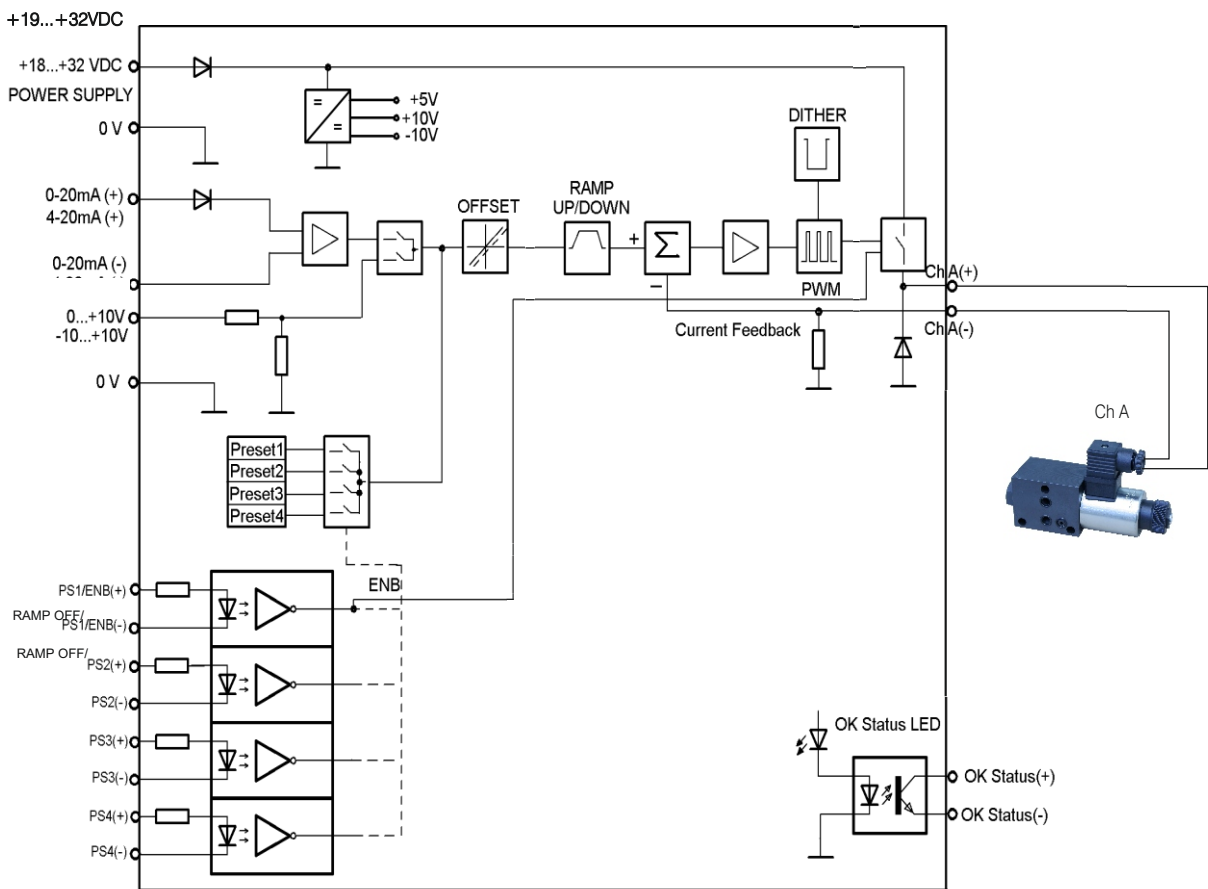 +19...+32VDC
+18...+32 VDC
POWER SUPPLY
0 V
+5V
+10V
-10V
DITHER
0-20mA (+)
4-20mA (+)
OFFSET
RAMP
UP/DOWN
+
Σ
−
0-20mA (-)
PWM
Ch A(+)
0...+10V
-10...+10V
Current Feedback
Ch A(-)
0 V
Ch A
Preset1
Preset2
Preset3
Preset4
ENB
PS1/ENB(+)
RAMP OFF/
PS1/ENB(-)
RAMP OFF/
PS2(+)
PS2(-)
PS3(+)
PS3(-)
PS4(+)
PS4(-)
OK Status LED
OK Status(+)
OK Status(-)